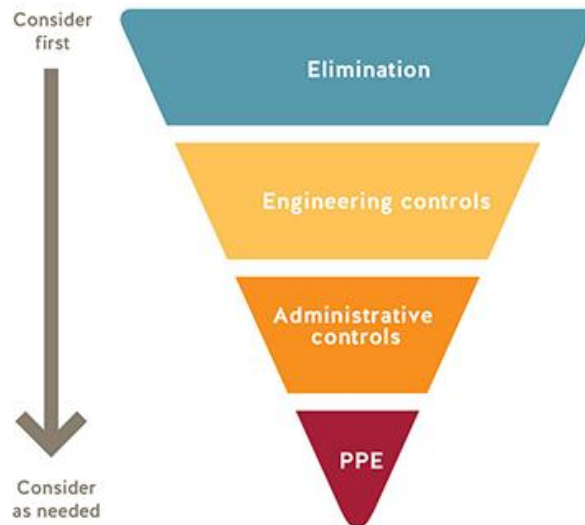 Consider
first
Elimination
Engineering controls
Administrative
controls
PPE
Consider
as needed